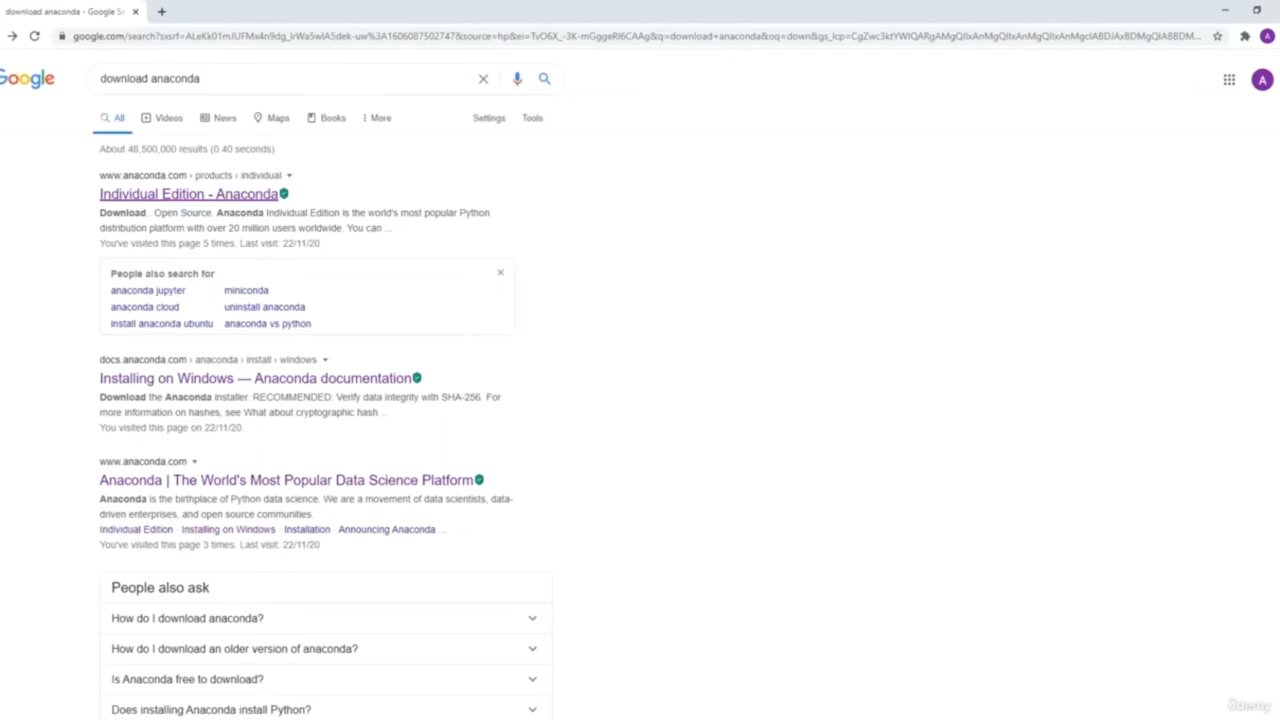 download anaconda - Google Se
google.com/search?sxsrf=ALeKk01mJUFMx4n9dg_lrWa5wlA5dek-uw%3A1606087502747&source=hp&ei=TvO6X_-3K-mGggeRl6CAAg&q=download+anaconda&oq=down&gs_lcp=CgZwc3ktYWIQARgAMgQIIxAnMgQIIxAnMgQIIxAnMgcIABDJAxBDMgQIABBDM...
A
Google
download anaconda
A
All
Videos
News
Maps
Books
More
Settings
Tools
About 48,500,000 results (0.40 seconds)
www.anaconda.com › products › individual
Individual Edition - Anaconda
Download . Open Source. Anaconda Individual Edition is the world's most popular Python
distribution platform with over 20 million users worldwide. You can ...
You've visited this page 5 times. Last visit: 22/11/20
People also search for
anaconda jupyter miniconda
anaconda cloud uninstall anaconda
install anaconda ubuntu anaconda vs python
docs.anaconda.com › anaconda › install › windows
Installing on Windows — Anaconda documentation
Download the Anaconda installer. RECOMMENDED: Verify data integrity with SHA-256. For
more information on hashes, see What about cryptographic hash ...
You visited this page on 22/11/20.
www.anaconda.com
Anaconda | The World's Most Popular Data Science Platform
Anaconda is the birthplace of Python data science. We are a movement of data scientists, data-
driven enterprises, and open source communities.
Individual Edition · Installing on Windows · Installation · Announcing Anaconda ...
You've visited this page 3 times. Last visit: 22/11/20
People also ask
How do I download anaconda?
How do I download an older version of anaconda?
Is Anaconda free to download?
Does installing Anaconda install Python?
ûdemy